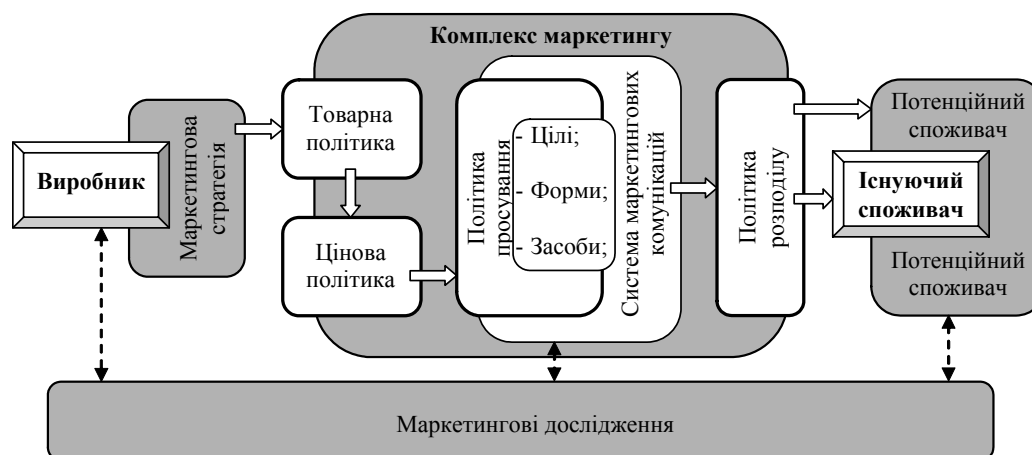 Комплекс маркетингу
Виробник
Маркетингова
стратегія
Товарна
політика
Цінова
політика
Політика
просування
- Цілі;
- Форми;
- Засоби;
Система маркетингових
комунікацій
Політика
розподілу
Потенційний
споживач
Існуючий
споживач
Потенційний
споживач
Маркетингові дослідження